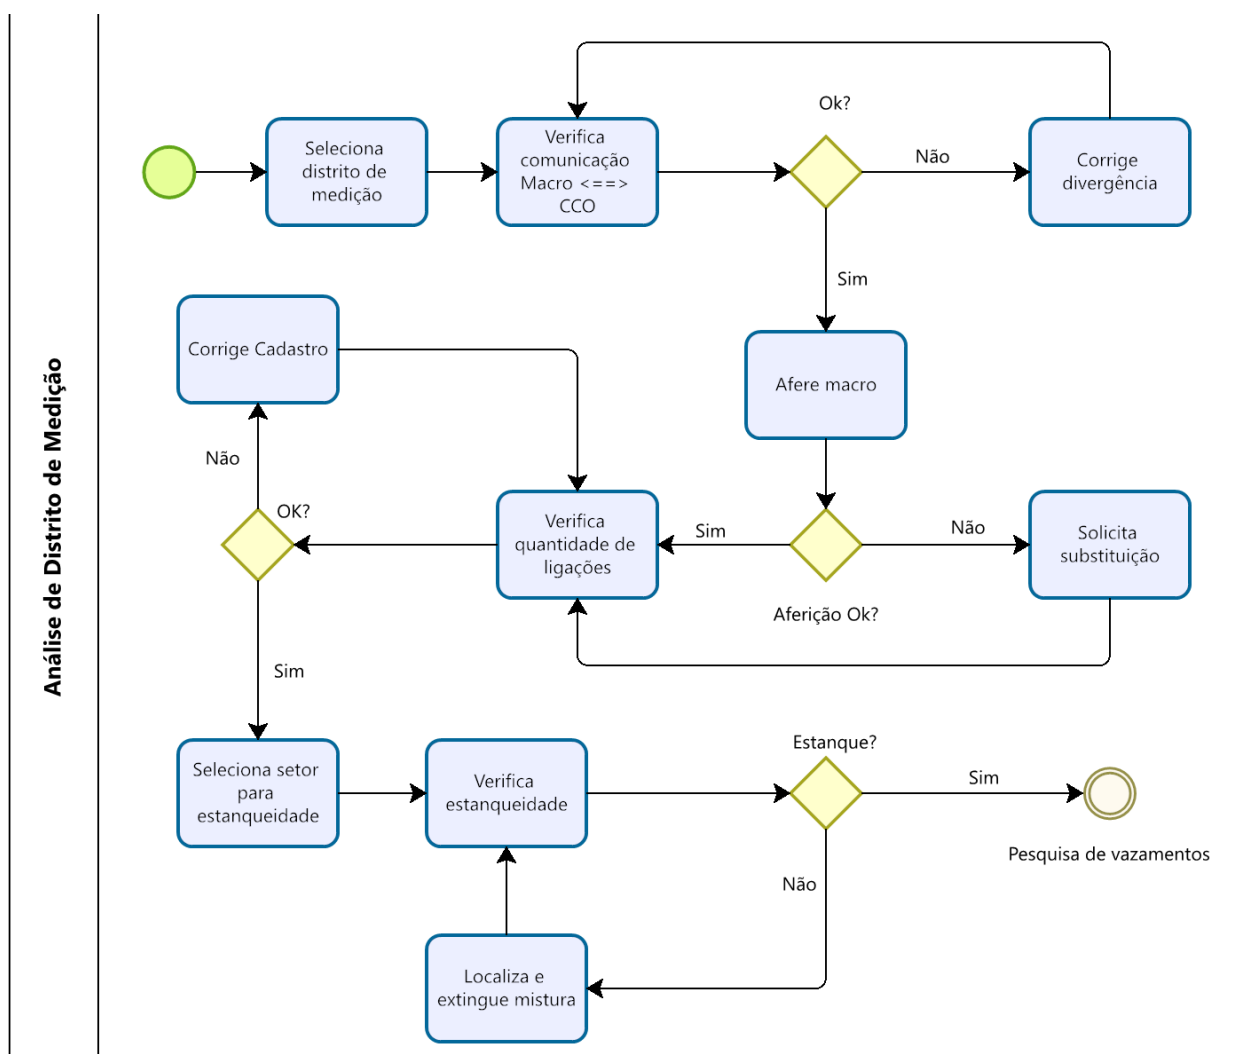 Análise de Distrito de Medição
Seleciona
distrito de
medição
Verifica
comunicação
Macro <==>
CCO
Ok?
Não
Corrige
divergência
Sim
Corrige Cadastro
Afere macro
Não
OK?
Verifica
quantidade de
ligações
Sim
Aferição Ok?
Não
Solicita
substituição
Sim
Seleciona setor
para
estanqueidade
Verifica
estanqueidade
Estanque?
Sim
Pesquisa de vazamentos
Não
Localiza e
extingue mistura